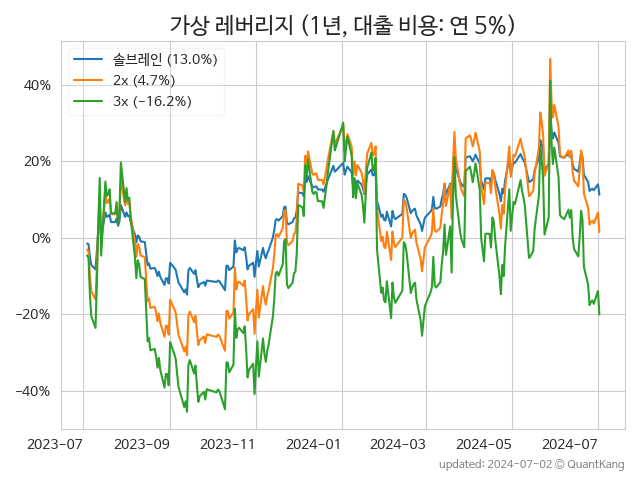 가상 레버리지 (1년, 대출 비용: 연 5%)
솔브레인 (13.0%)
2x (4.7%)
3x (−16.2%)
40%
20%
0%
−20%
−40%
2023-07 2023-09 2023-11 2024-01 2024-03 2024-05 2024-07
updated: 2024-07-02 © QuantKang